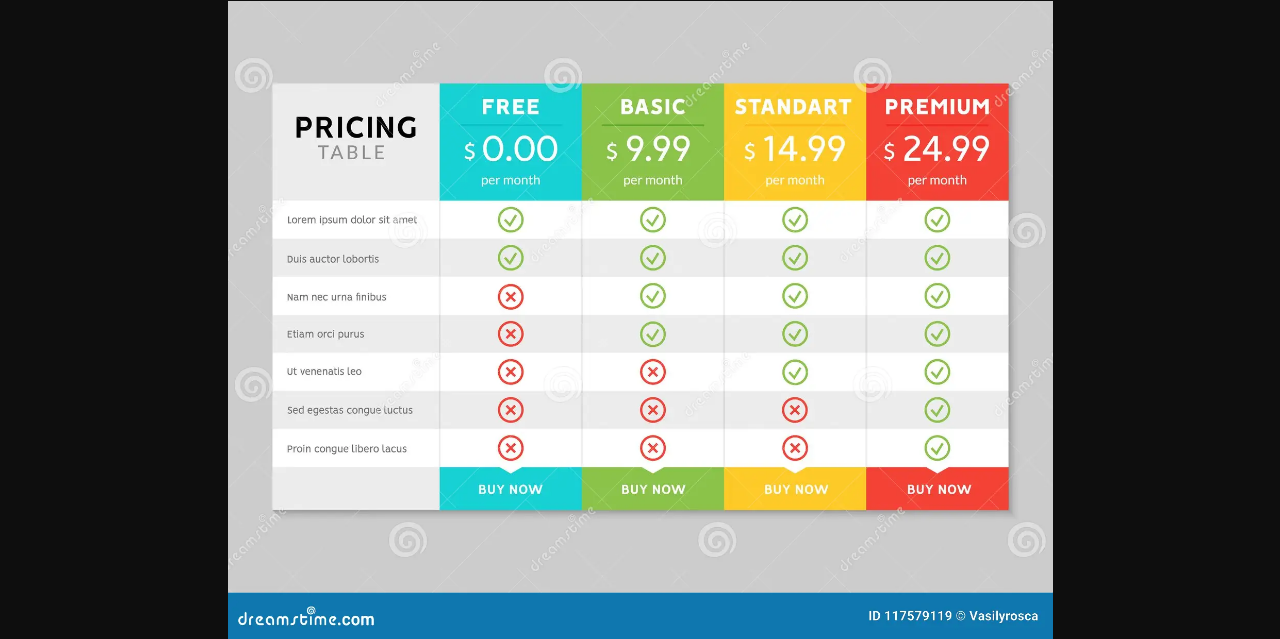 PRICING
TABLE
FREE
$ 0.00
per month
BASIC
$ 9.99
per month
STANDART
$ 14.99
per month
PREMIUM
$ 24.99
per month
Lorem ipsum dolor sit amet
Duis auctor lobortis
Nam nec urna finibus
Etiam orci purus
Ut venenatis leo
Sed egestas congue luctus
Proin congue libero lacus
BUY NOW BUY NOW BUY NOW BUY NOW
dreamstime.com ID 117579119 © Vasilyrosca